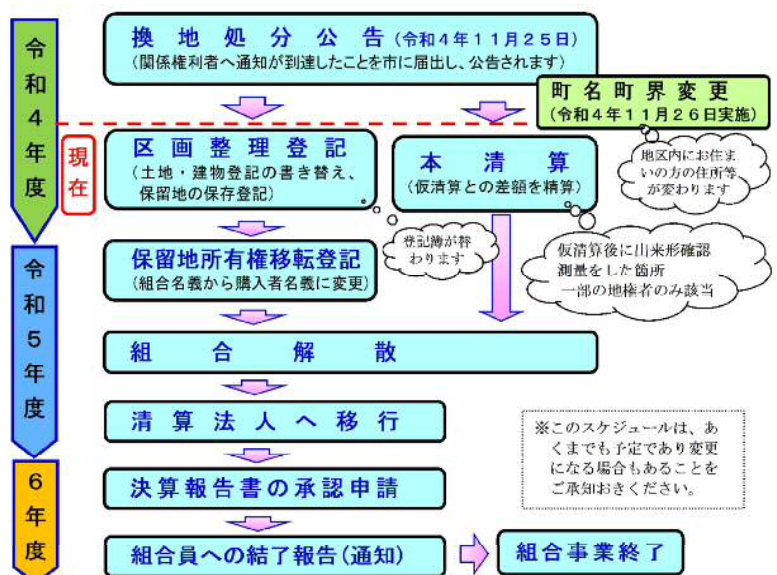 令和4年度
換地処分公告(令和4年11月25日)
(関係権利者へ通知が到達したことを市に届出し、公告されます)
町名町界変更
(令和4年11月26日実施)
現在
区画整理登記
(土地・建物登記の書き替え、
保留地の保存登記)
本清算
(仮清算との差額を精算)
地区内にお住ま
いの方の住所等
が変わります
登記簿が替
わります
仮清算後に出来形確認
測量をした箇所
一部の地権者のみ該当
令和5年度
保留地所有権移転登記
(組合名義から購入者名義に変更)
組合解散
清算法人へ移行
※このスケジュールは、あ
くまでも予定であり変更
になる場合もあることを
ご承知おきください。
6年度
決算報告書の承認申請
組合員への結了報告(通知)
組合事業終了